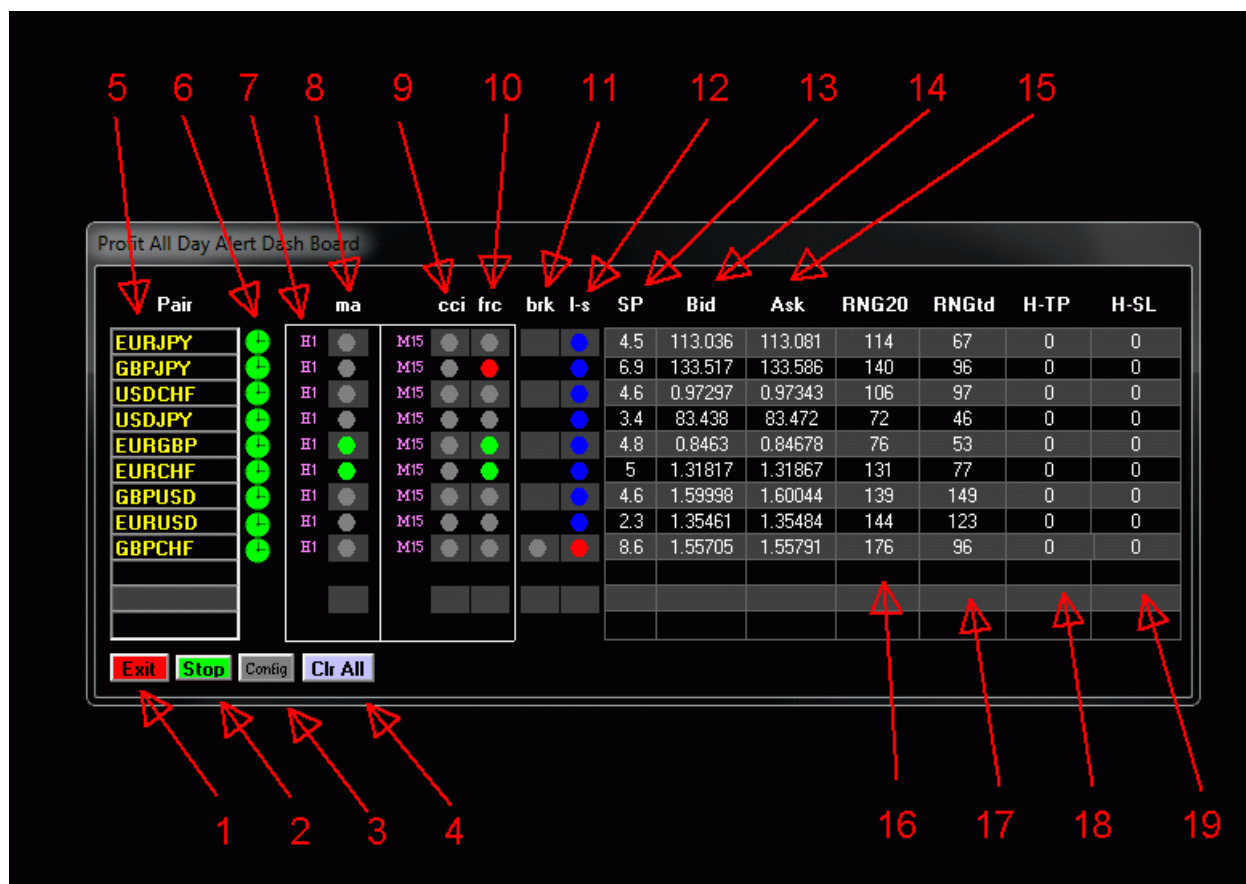 5 6 7 8 9 10 11 12 13 14 15
Profit All Day Alert Dash Board
Pair ma cci frc brk l-s SP Bid Ask RNG20 RNGtd H-TP H-SL
EURJPY H1 M15 4.5 113.036 113.081 114 67 0 0
GBPJPY H1 M15 6.9 133.517 133.586 140 96 0 0
USDCHF H1 M15 4.6 0.97297 0.97343 106 97 0 0
USDJPY H1 M15 3.4 83.438 83.472 72 46 0 0
EURGBP H1 M15 4.8 0.8463 0.84678 76 53 0 0
EURCHF H1 M15 5 1.31817 1.31867 131 77 0 0
GBPUSD H1 M15 4.6 1.59998 1.60044 139 149 0 0
EURUSD H1 M15 2.3 1.35461 1.35484 144 123 0 0
GBPCHF H1 M15 8.6 1.55705 1.55791 176 96 0 0
Exit Stop Config Clr All
1 2 3 4 16 17 18 19